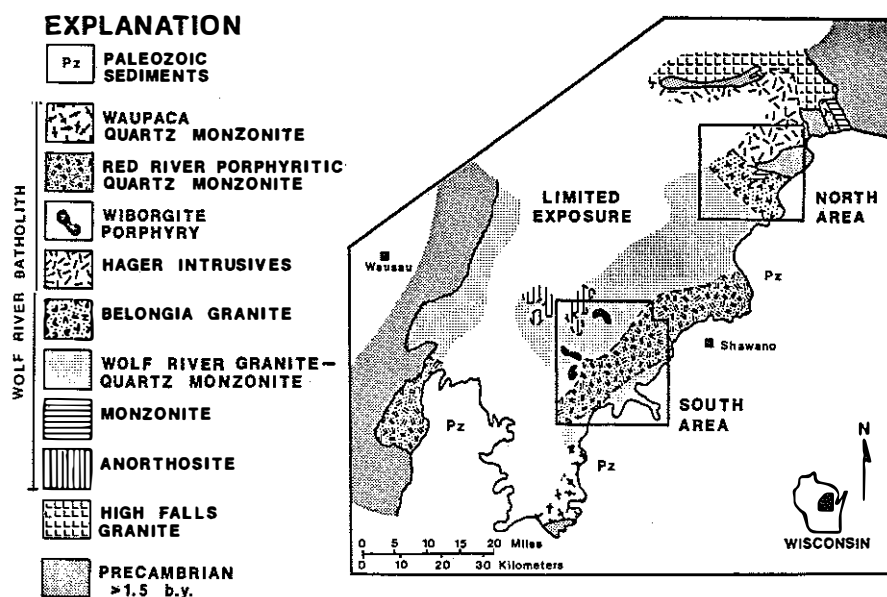 EXPLANATION
Pz
PALEOZOIC
SEDIMENTS
WOLF RIVER BATHOLITH
WAUPACA
QUARTZ MONZONITE
RED RIVER PORPHYRITIC
QUARTZ MONZONITE
WIBORGITE
PORPHYRY
HAGER INTRUSIVES
BELONGIA GRANITE
WOLF RIVER GRANITE—
QUARTZ MONZONITE
MONZONITE
ANORTHOSITE
HIGH FALLS
GRANITE
PRECAMBRIAN
>1.5 b.y.
LIMITED
EXPOSURE
NORTH
AREA
Wausau
Pz
Shawano
SOUTH
AREA
Pz
Pz
N
WISCONSIN
0 10 20 Miles
0 10 20 30 Kilometers